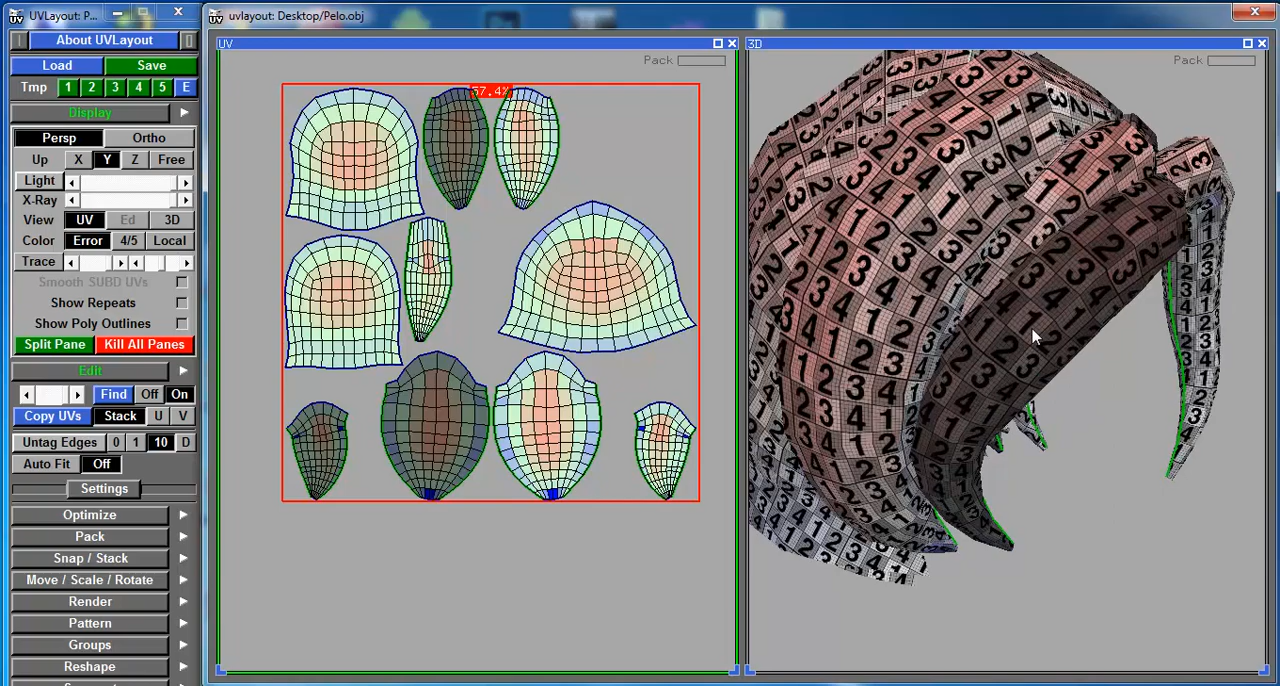 UVLayout: P...
About UVLayout
Load Save
Tmp 1 2 3 4 5 E
Display
Persp Ortho
Up X Y Z Free
Light
X-Ray
View UV Ed 3D
Color Error 4/5 Local
Trace
Smooth SUBD UVs
Show Repeats
Show Poly Outlines
Split Pane Kill All Panes
Edit
Find Off On
Copy UVs Stack U V
Untag Edges 0 1 10 D
Auto Fit Off
Settings
Optimize
Pack
Snap / Stack
Move / Scale / Rotate
Render
Pattern
Groups
Reshape
uvlayout: Desktop/Pelo.obj
UV
Pack
57.4%
3D
Pack